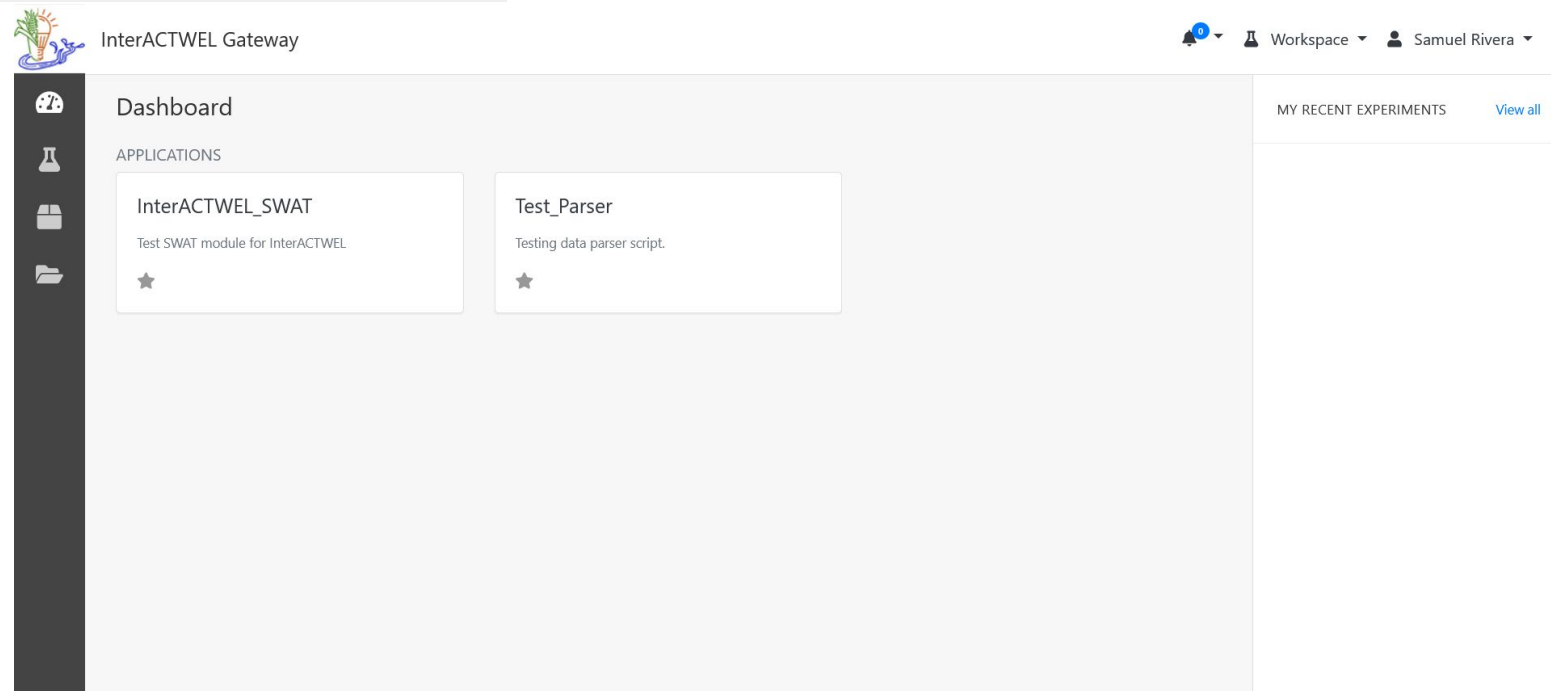 InterACTWEL Gateway
0
Workspace
Samuel Rivera
Dashboard
APPLICATIONS
InterACTWEL_SWAT
Test SWAT module for InterACTWEL
Test_Parser
Testing data parser script.
MY RECENT EXPERIMENTS
View all